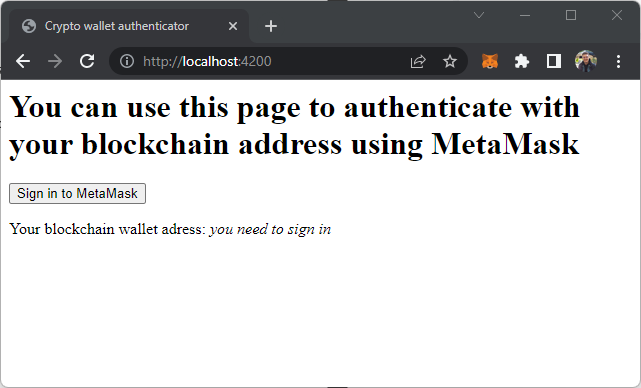 Crypto wallet authenticator
http://localhost:4200
You can use this page to authenticate with
your blockchain address using MetaMask
Sign in to MetaMask
Your blockchain wallet adress: you need to sign in